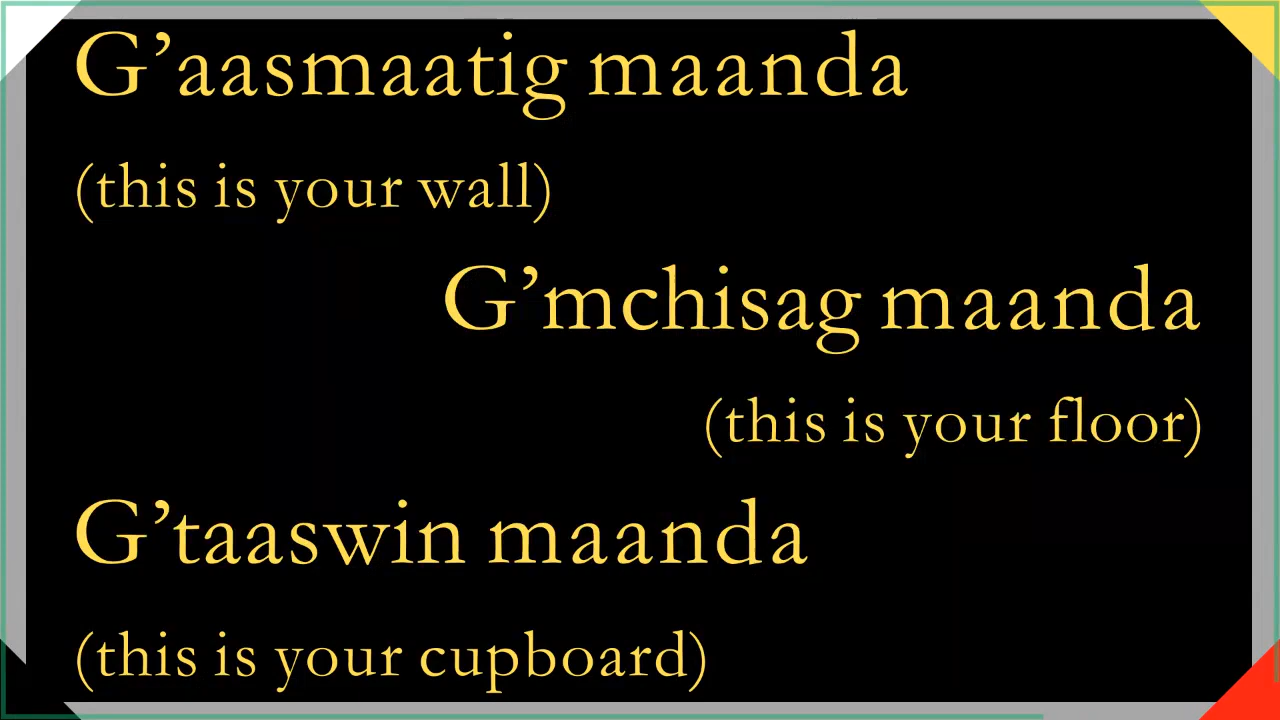 G’aasmaatig maanda
(this is your wall)
G’mchisag maanda
(this is your floor)
G’taaswin maanda
(this is your cupboard)